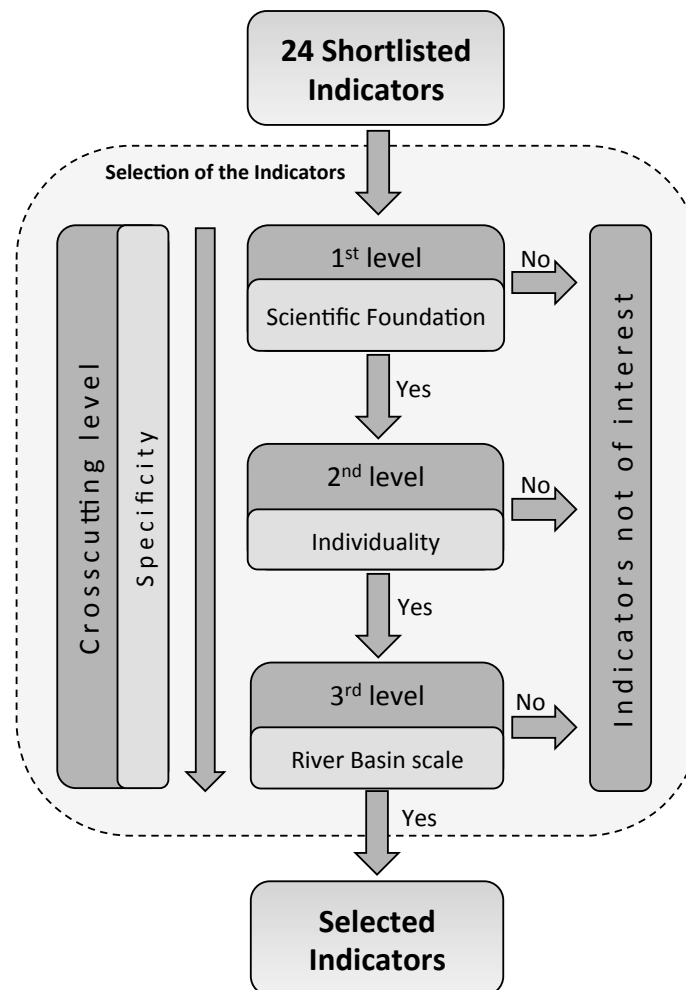 24 Shortlisted
Indicators
Selection of the Indicators
1st level
Scientific Foundation
No
Yes
2nd level
Individuality
No
Yes
3rd level
River Basin scale
No
Yes
Crosscutting level
Specificity
Indicators not of interest
Selected
Indicators